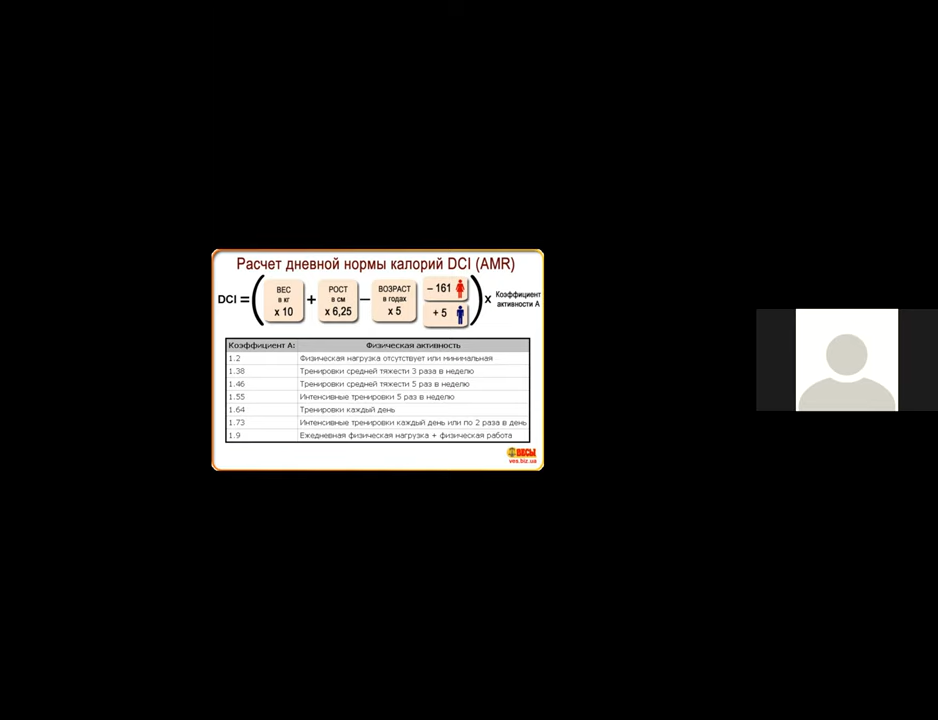 Расчет дневной нормы калорий DCI (AMR)
DCI = ( ВЕС в кг х 10 + РОСТ в см х 6,25 – ВОЗРАСТ в годах х 5 – 161 + 5 ) х Коэффициент активности А
Коэффициент А: Физическая активность
1.2 Физическая нагрузка отсутствует или минимальная
1.38 Тренировки средней тяжести 3 раза в неделю
1.46 Тренировки средней тяжести 5 раз в неделю
1.55 Интенсивные тренировки 5 раз в неделю
1.64 Тренировки каждый день
1.73 Интенсивные тренировки каждый день или по 2 раза в день
1.9 Ежедневная физическая нагрузка + физическая работа
ВЕСЫ
ves.biz.ua